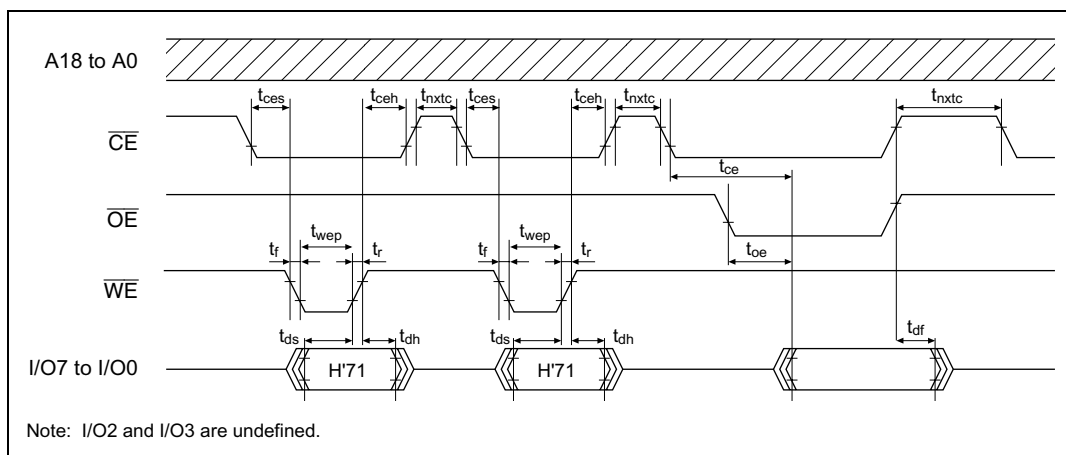 A18 to A0
tces tceh tnxtc tces tceh tnxtc tnxtc
CE
tce
OE
twep twep
tf tr tf tr toe
WE
tds tdh tds tdh tdf
I/O7 to I/O0 H'71 H'71
Note: I/O2 and I/O3 are undefined.